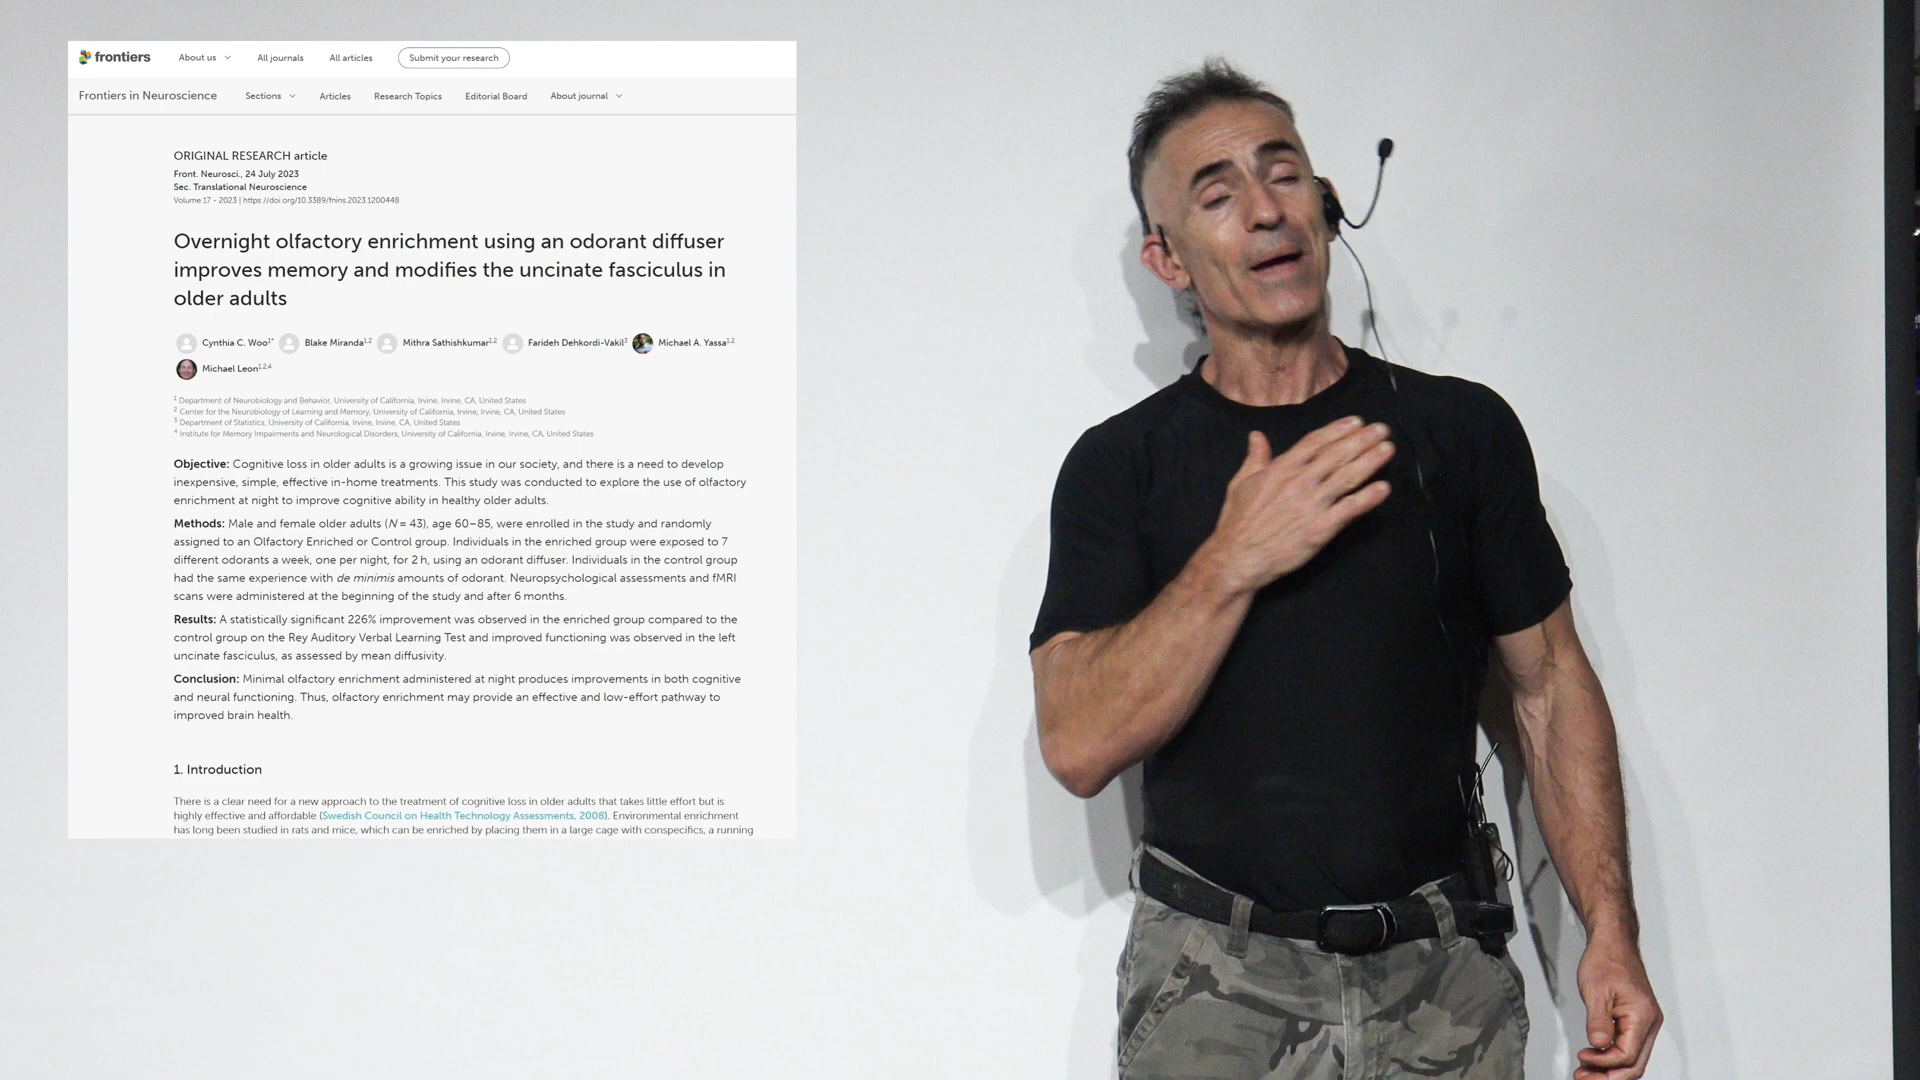 frontiers About us All journals All articles Submit your research
Frontiers in Neuroscience Sections Articles Research Topics Editorial Board About journal
ORIGINAL RESEARCH article
Front. Neurosci., 24 July 2023
Sec. Translational Neuroscience
Volume 17 - 2023 | https://doi.org/10.3389/fnins.2023.1200448
Overnight olfactory enrichment using an odorant diffuser
improves memory and modifies the uncinate fasciculus in
older adults
Cynthia C. Woo1* Blake Miranda1,2 Mithra Sathishkumar1,2 Farideh Dehkordi-Vakil3 Michael A. Yassa1,2
Michael Leon1,2,4
1 Department of Neurobiology and Behavior, University of California, Irvine, Irvine, CA, United States
2 Center for the Neurobiology of Learning and Memory, University of California, Irvine, Irvine, CA, United States
3 Department of Statistics, University of California, Irvine, CA, United States
4 Institute for Memory Impairments and Neurological Disorders, University of California, Irvine, Irvine, CA, United States
Objective: Cognitive loss in older adults is a growing issue in our society, and there is a need to develop
inexpensive, simple, effective in-home treatments. This study was conducted to explore the use of olfactory
enrichment at night to improve cognitive ability in healthy older adults.
Methods: Male and female older adults (N = 43), age 60–85, were enrolled in the study and randomly
assigned to an Olfactory Enriched or Control group. Individuals in the enriched group were exposed to 7
different odorants a week, one per night, for 2 h, using an odorant diffuser. Individuals in the control group
had the same experience with de minimis amounts of odorant. Neuropsychological assessments and fMRI
scans were administered at the beginning of the study and after 6 months.
Results: A statistically significant 226% improvement was observed in the enriched group compared to the
control group on the Rey Auditory Verbal Learning Test and improved functioning was observed in the left
uncinate fasciculus, as assessed by mean diffusivity.
Conclusion: Minimal olfactory enrichment administered at night produces improvements in both cognitive
and neural functioning. Thus, olfactory enrichment may provide an effective and low-effort pathway to
improved brain health.
1. Introduction
There is a clear need for a new approach to the treatment of cognitive loss in older adults that takes little effort but is
highly effective and affordable (Swedish Council on Health Technology Assessments, 2008). Environmental enrichment
has long been studied in rats and mice, which can be enriched by placing them in a large cage with conspecifics, a running